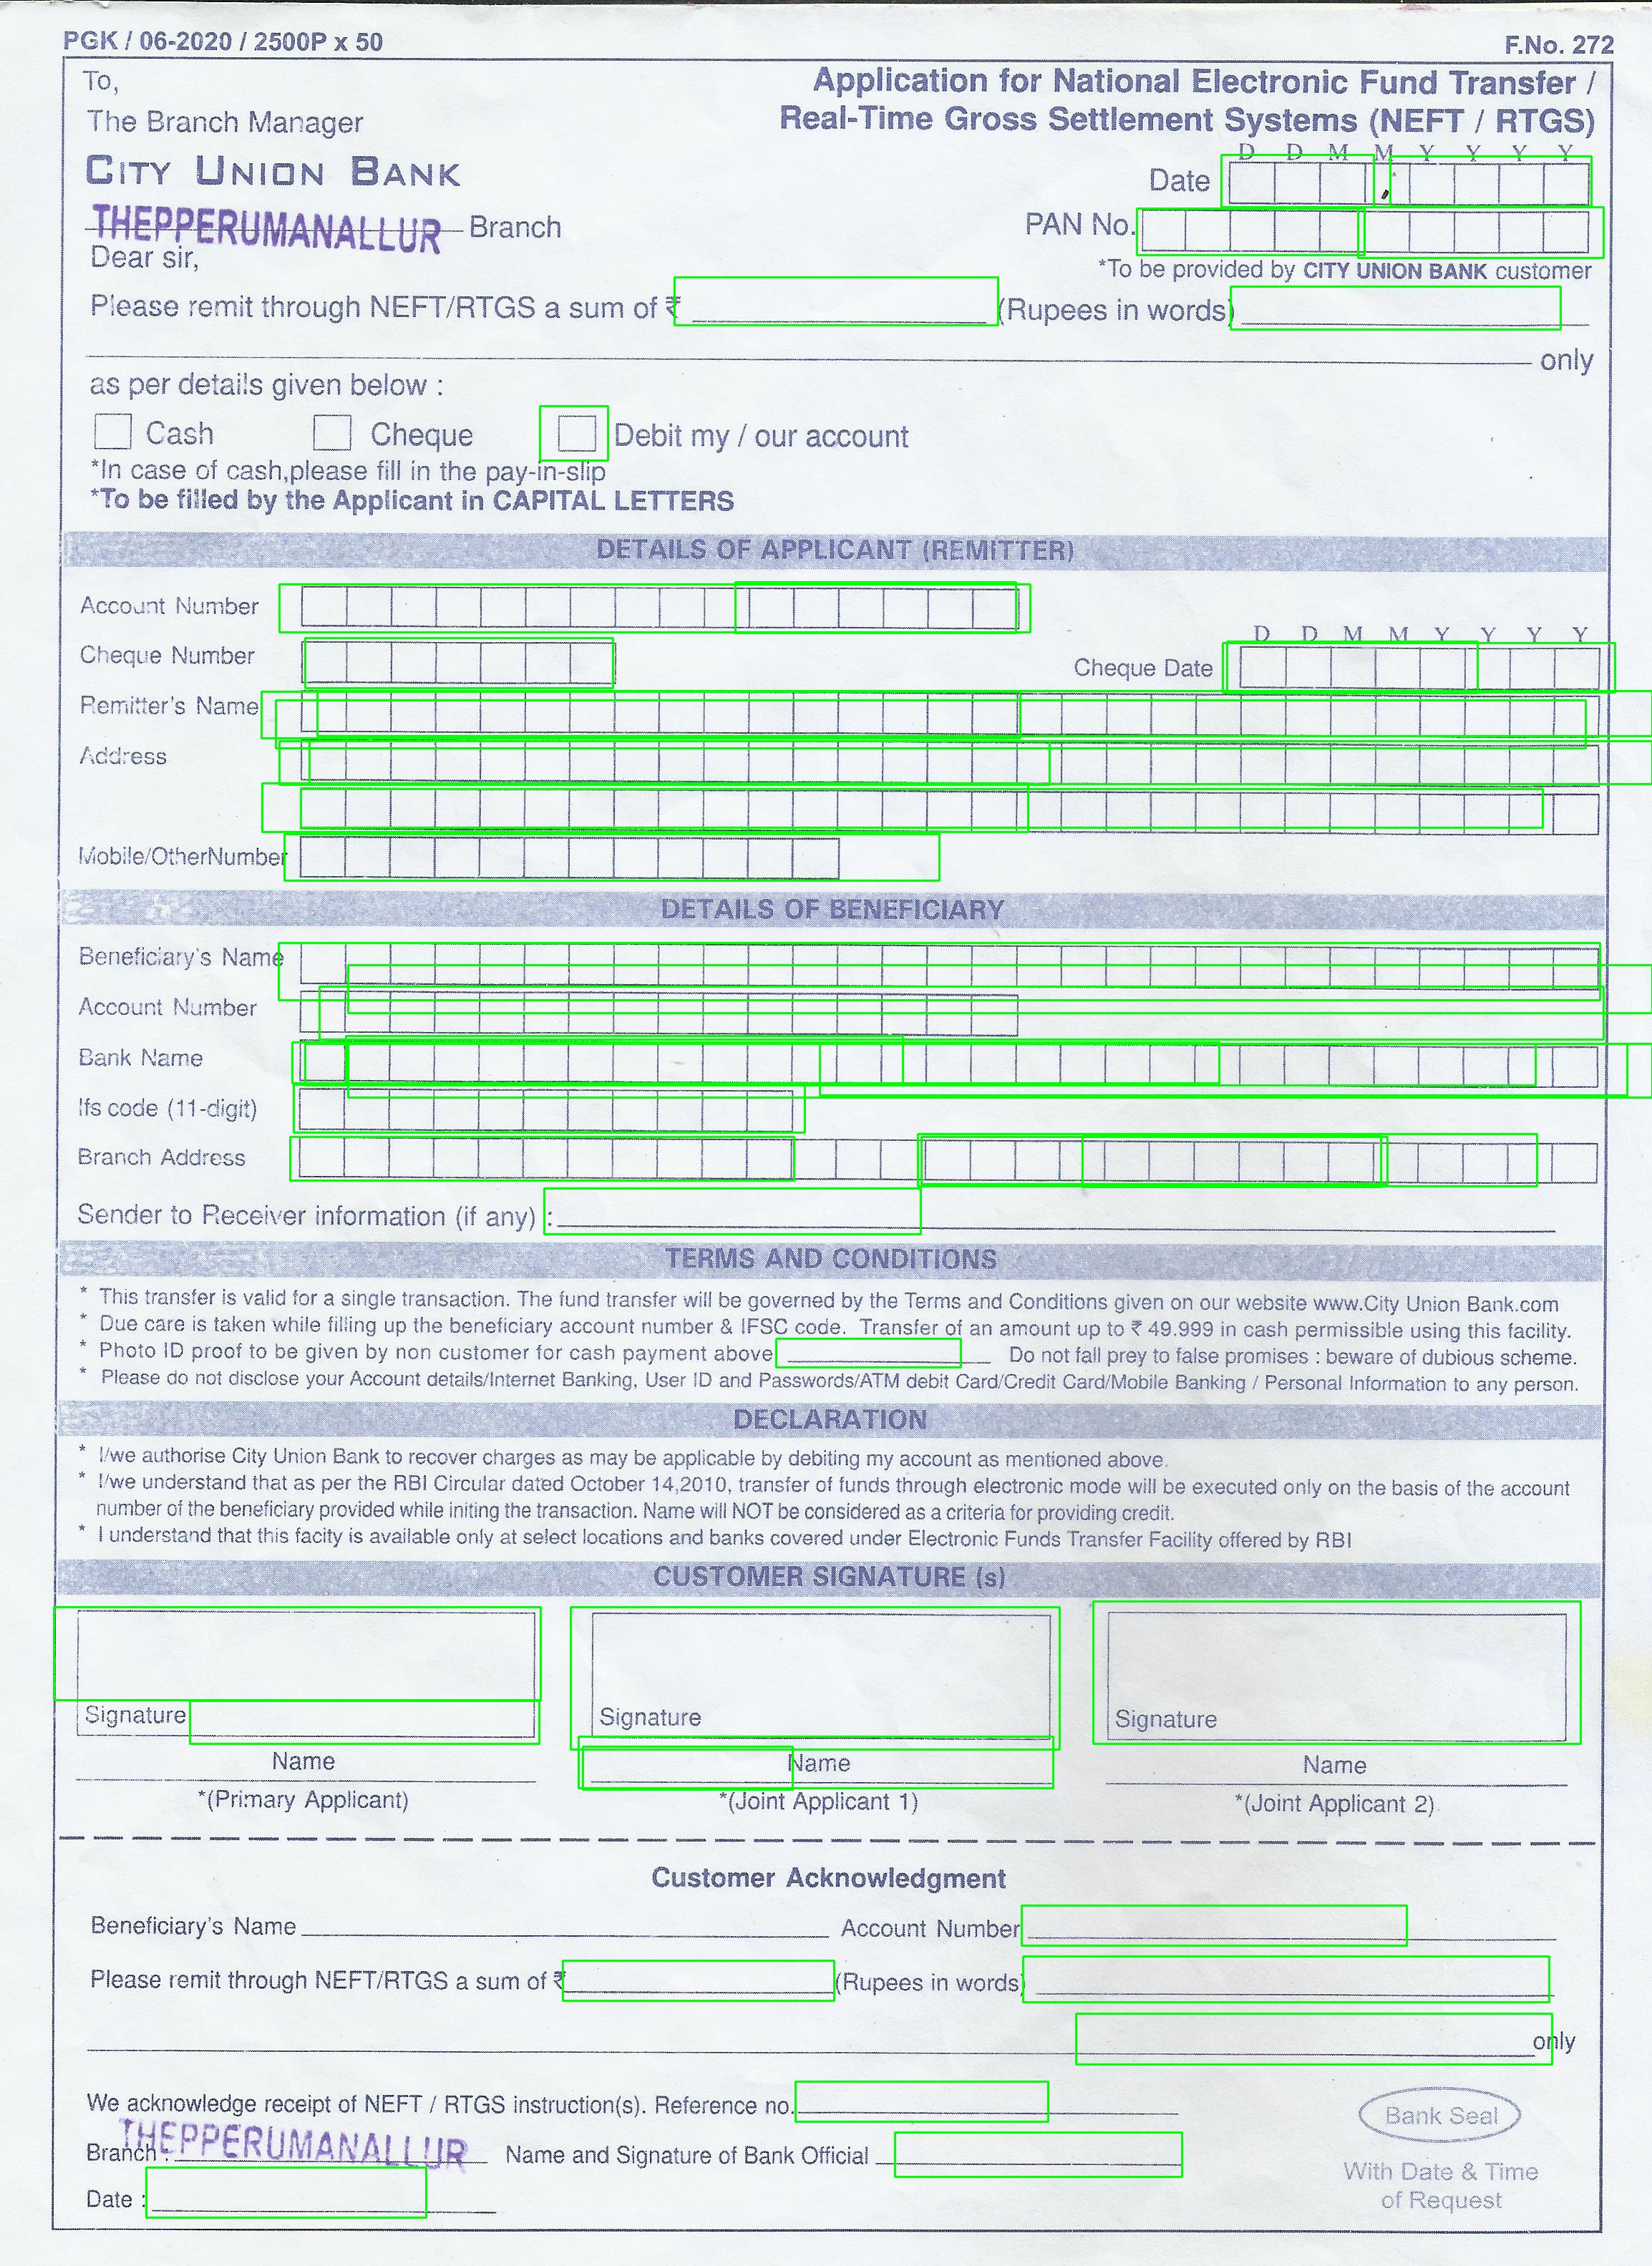 PGK / 06-2020 / 2500P x 50
F.No. 272
To,
The Branch Manager
CITY UNION BANK
THEPPERUMANALLUR Branch
Dear sir,
Application for National Electronic Fund Transfer /
Real-Time Gross Settlement Systems (NEFT / RTGS)
D D M M Y Y Y Y
Date
PAN No.
*To be provided by CITY UNION BANK customer
Please remit through NEFT/RTGS a sum of ₹ (Rupees in words)
only
as per details given below :
Cash Cheque Debit my / our account
*In case of cash,please fill in the pay-in-slip
*To be filled by the Applicant in CAPITAL LETTERS
DETAILS OF APPLICANT (REMITTER)
Account Number
D D M M Y Y Y Y
Cheque Number Cheque Date
Remitter's Name
Address
Mobile/OtherNumber
DETAILS OF BENEFICIARY
Beneficiary's Name
Account Number
Bank Name
Ifs code (11-digit)
Branch Address
Sender to Receiver information (if any) :
TERMS AND CONDITIONS
* This transfer is valid for a single transaction. The fund transfer will be governed by the Terms and Conditions given on our website www.City Union Bank.com
* Due care is taken while filling up the beneficiary account number & IFSC code. Transfer of an amount up to ₹ 49.999 in cash permissible using this facility.
* Photo ID proof to be given by non customer for cash payment above Do not fall prey to false promises : beware of dubious scheme.
* Please do not disclose your Account details/Internet Banking, User ID and Passwords/ATM debit Card/Credit Card/Mobile Banking / Personal Information to any person.
DECLARATION
* I/we authorise City Union Bank to recover charges as may be applicable by debiting my account as mentioned above.
* I/we understand that as per the RBI Circular dated October 14,2010, transfer of funds through electronic mode will be executed only on the basis of the account
number of the beneficiary provided while initing the transaction. Name will NOT be considered as a criteria for providing credit.
* I understand that this facity is available only at select locations and banks covered under Electronic Funds Transfer Facility offered by RBI
CUSTOMER SIGNATURE (s)
Signature Signature Signature
Name Name Name
*(Primary Applicant) *(Joint Applicant 1) *(Joint Applicant 2)
Customer Acknowledgment
Beneficiary's Name Account Number
Please remit through NEFT/RTGS a sum of ₹ (Rupees in words)
only
We acknowledge receipt of NEFT / RTGS instruction(s). Reference no.
Branch : THEPPERUMANALLUR Name and Signature of Bank Official
Date :
Bank Seal
With Date & Time
of Request